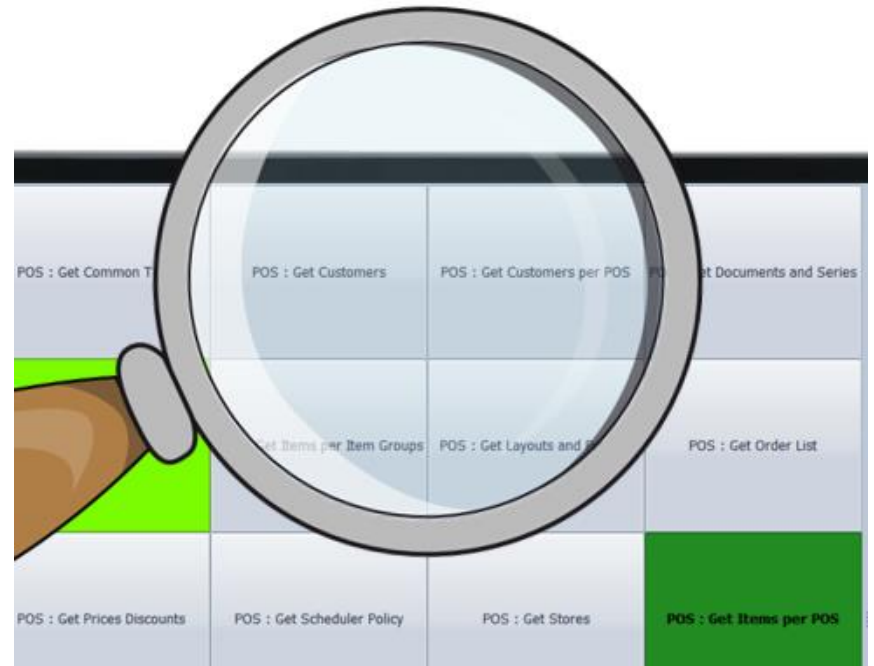 POS : Get Common
POS : Get Customers
POS : Get Customers per POS
et Documents and Series
Get Items per Item Groups
POS : Get Layouts and
POS : Get Order List
POS : Get Prices Discounts
POS : Get Scheduler Policy
POS : Get Stores
POS : Get Items per POS